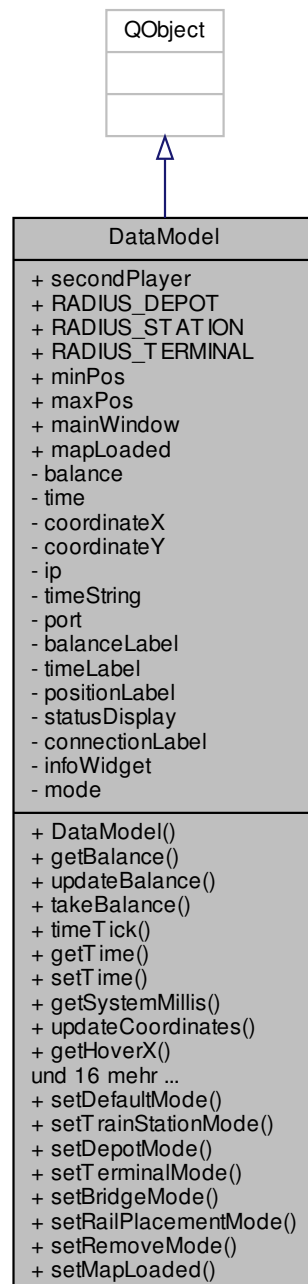 QObject
DataModel
+ secondPlayer
+ RADIUS_DEPOT
+ RADIUS_STATION
+ RADIUS_TERMINAL
+ minPos
+ maxPos
+ mainWindow
+ mapLoaded
- balance
- time
- coordinateX
- coordinateY
- ip
- timeString
- port
- balanceLabel
- timeLabel
- positionLabel
- statusDisplay
- connectionLabel
- infoWidget
- mode
+ DataModel()
+ getBalance()
+ updateBalance()
+ takeBalance()
+ timeTick()
+ getTime()
+ setTime()
+ getSystemMillis()
+ updateCoordinates()
+ getHoverX()
und 16 mehr ...
+ setDefaultMode()
+ setTrainStationMode()
+ setDepotMode()
+ setTerminalMode()
+ setBridgeMode()
+ setRailPlacementMode()
+ setRemoveMode()
+ setMapLoaded()